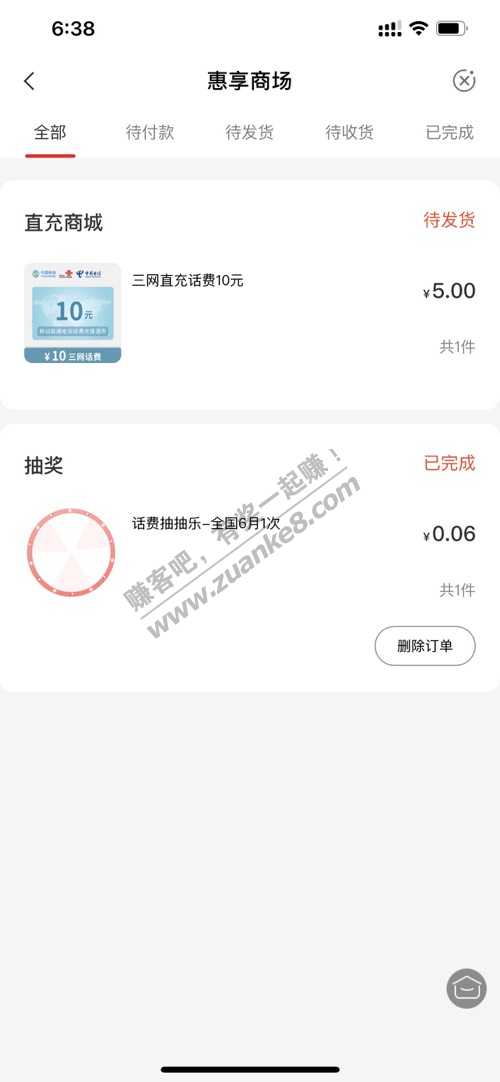 6:38
惠享商场
全部 待付款 待发货 待收货 已完成
直充商城 待发货
10元
¥10 三网话费
三网直充话费10元
¥5.00
共1件
抽奖 已完成
话费抽抽乐-全国6月1次
¥0.06
共1件
删除订单
赚客吧,有奖一起赚!
www.zuanke8.com